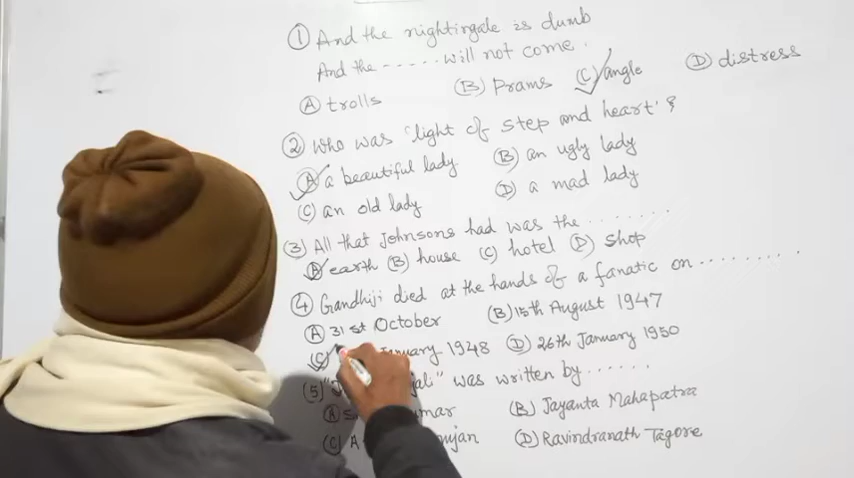 ① And the nightingale is dumb
And the ..... will not come.
Ⓐ trolls (B) Prams (C) angle (D) distress
② Who was 'light of step and heart'?
(A) a beautiful lady (B) an ugly lady
(C) an old lady (D) a mad lady
(3) All that Johnsons had was the ........
(A) earth (B) house (C) hotel (D) shop
④ Gandhiji died at the hands of a fanatic on ..........
(A) 31st October (B) 15th August 1947
(C) January 1948 (D) 26th January 1950
(5) was written by ......
(A) (B) Jayanta Mahapatra
(C) (D) Ravindranath Tagore